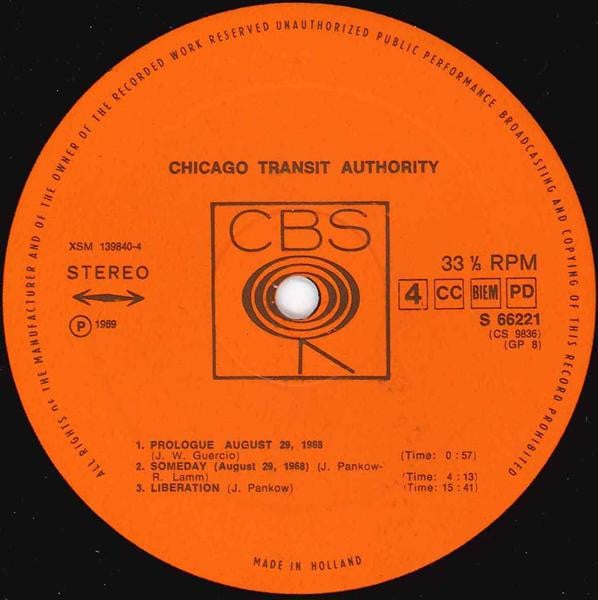 ALL RIGHTS OF THE MANUFACTURER AND OF THE OWNER OF THE RECORDED WORK RESERVED UNAUTHORIZED PUBLIC PERFORMANCE BROADCASTING AND COPYING OF THIS RECORD PROHIBITED
CHICAGO TRANSIT AUTHORITY
CBS
XSM 139840-4
STEREO
℗ 1969
33 ⅓ RPM
4 CC BIEM PD
S 66221
(CS 9836)
(GP 8)
1. PROLOGUE AUGUST 29, 1968
(J. W. Guercio) (Time: 0 : 57)
2. SOMEDAY (August 29, 1968) (J. Pankow-
R. Lamm) (Time: 4 : 13)
3. LIBERATION (J. Pankow) (Time: 15 : 41)
MADE IN HOLLAND